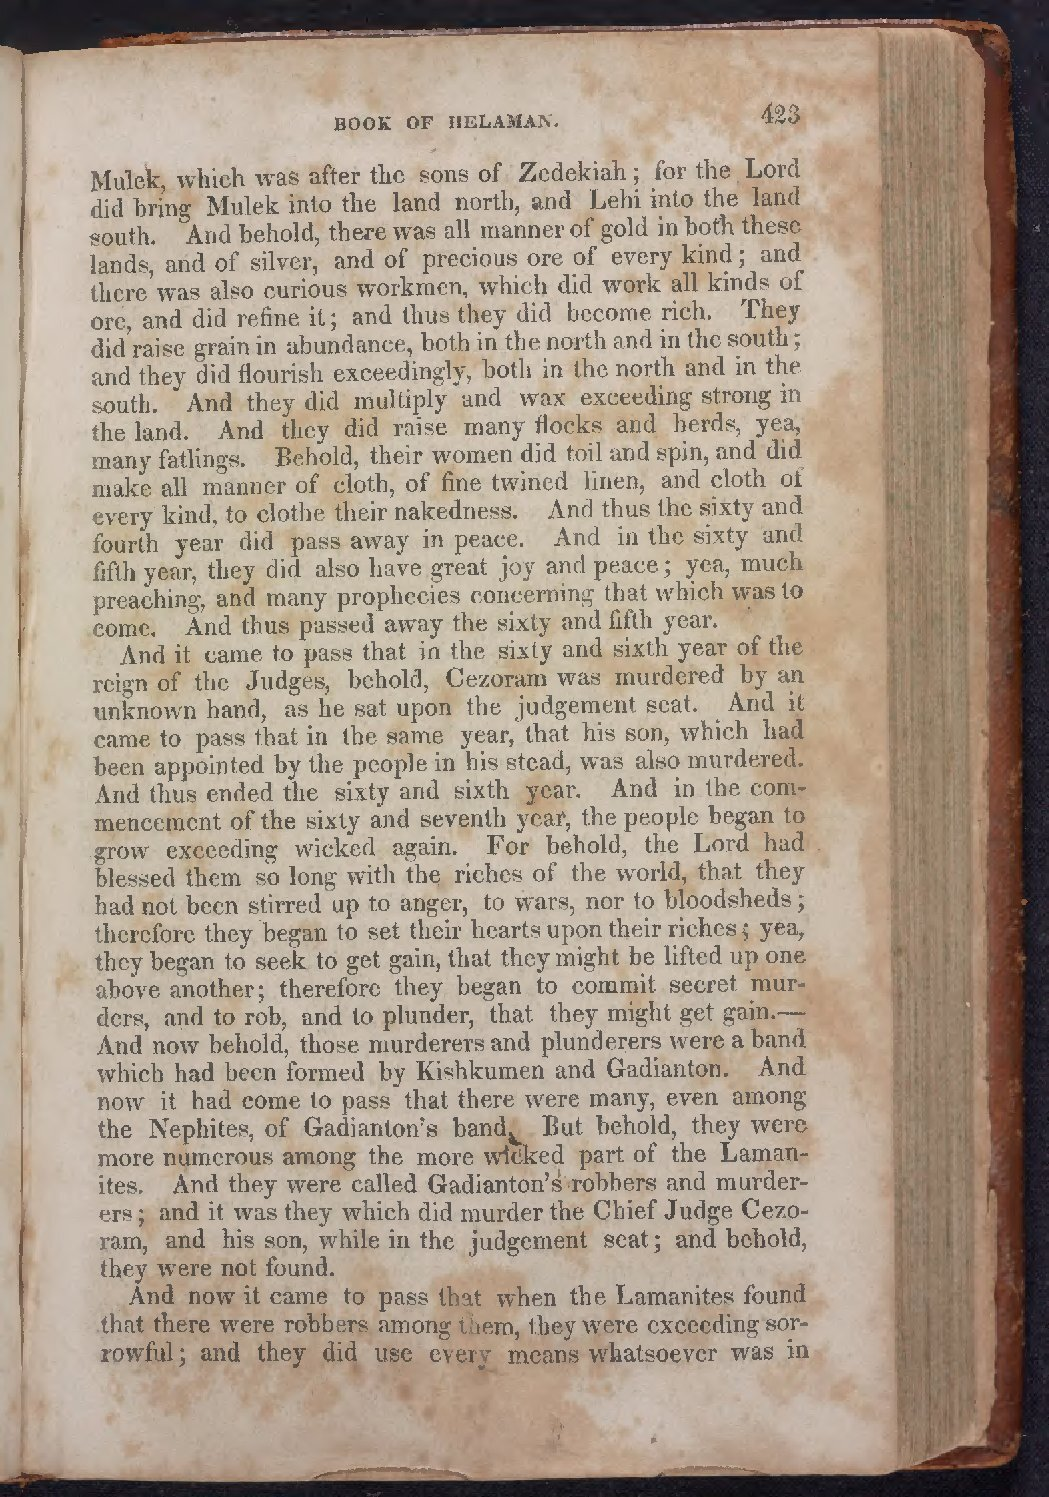 BOOK OF HELAMAN. 423
Mulek, which was after the sons of Zedekiah; for the Lord
did bring Mulek into the land north, and Lehi into the land
south. And behold, there was all manner of gold in both these
lands, and of silver, and of precious ore of every kind; and
there was also curious workmen, which did work all kinds of
ore, and did refine it; and thus they did become rich. They
did raise grain in abundance, both in the north and in the south;
and they did flourish exceedingly, both in the north and in the
south. And they did multiply and wax exceeding strong in
the land. And they did raise many flocks and herds, yea,
many fatlings. Behold, their women did toil and spin, and did
make all manner of cloth, of fine twined linen, and cloth of
every kind, to clothe their nakedness. And thus the sixty and
fourth year did pass away in peace. And in the sixty and
fifth year, they did also have great joy and peace; yea, much
preaching, and many prophecies concerning that which was to
come. And thus passed away the sixty and fifth year.
And it came to pass that in the sixty and sixth year of the
reign of the Judges, behold, Cezoram was murdered by an
unknown hand, as he sat upon the judgement seat. And it
came to pass that in the same year, that his son, which had
been appointed by the people in his stead, was also murdered.
And thus ended the sixty and sixth year. And in the com-
mencement of the sixty and seventh year, the people began to
grow exceeding wicked again. For behold, the Lord had
blessed them so long with the riches of the world, that they
had not been stirred up to anger, to wars, nor to bloodsheds;
therefore they began to set their hearts upon their riches; yea,
they began to seek to get gain, that they might be lifted up one
above another; therefore they began to commit secret mur-
ders, and to rob, and to plunder, that they might get gain.—
And now behold, those murderers and plunderers were a band
which had been formed by Kishkumen and Gadianton. And
now it had come to pass that there were many, even among
the Nephites, of Gadianton's band. But behold, they were
more numerous among the more wicked part of the Laman-
ites. And they were called Gadianton's robbers and murder-
ers; and it was they which did murder the Chief Judge Cezo-
ram, and his son, while in the judgement seat; and behold,
they were not found.
And now it came to pass that when the Lamanites found
that there were robbers among them, they were exceeding sor-
rowful; and they did use every means whatsoever was in